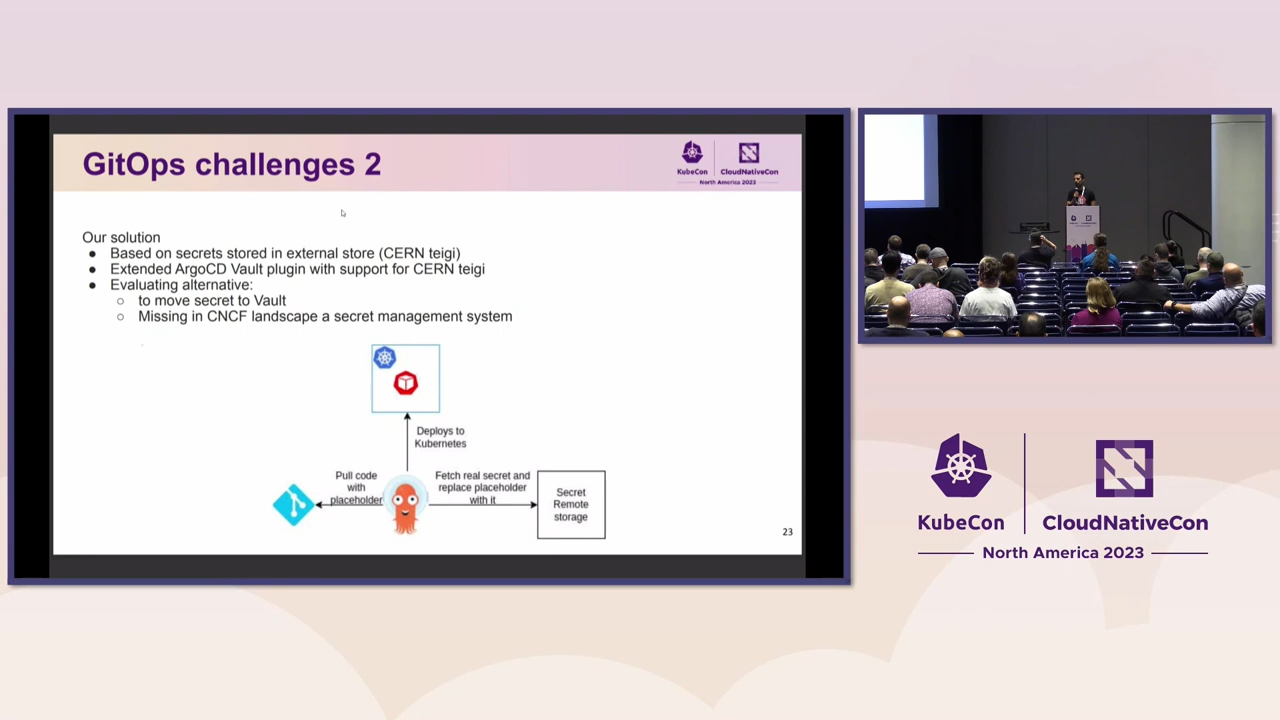 GitOps challenges 2
KubeCon
CloudNativeCon
North America 2023
Our solution
● Based on secrets stored in external store (CERN teigi)
● Extended ArgoCD Vault plugin with support for CERN teigi
● Evaluating alternative:
○ to move secret to Vault
○ Missing in CNCF landscape a secret management system
Deploys to
Kubernetes
Pull code
with
placeholder
Fetch real secret and
replace placeholder
with it
Secret
Remote
storage
23
KubeCon
CloudNativeCon
North America 2023